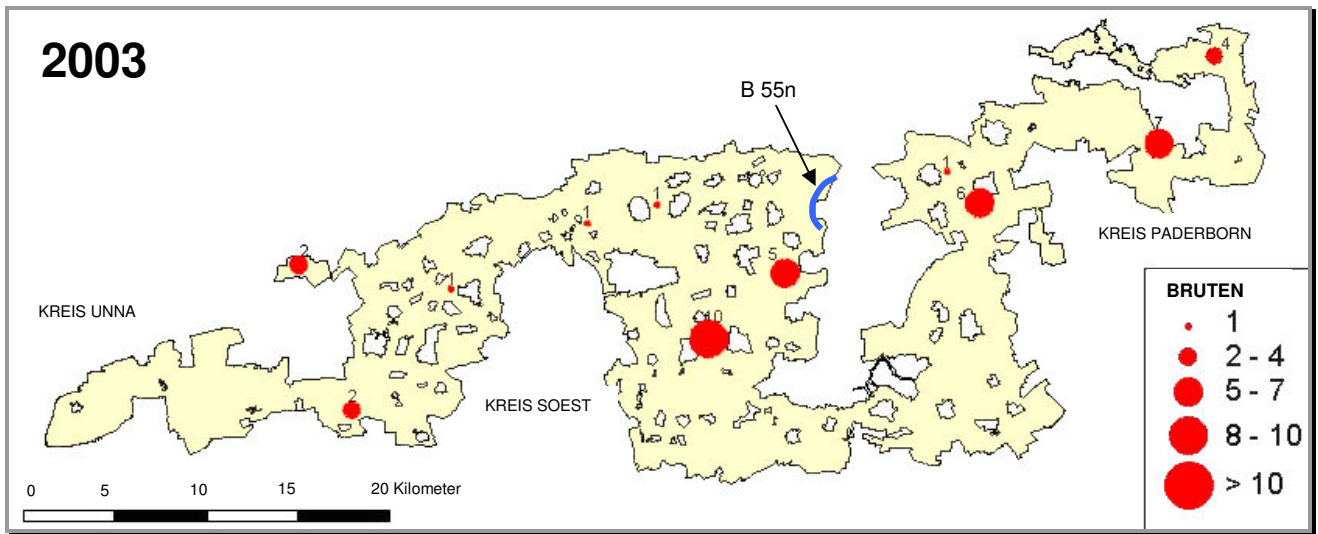 2003
B 55n
4
7
1
6
1
1
2
5
1
10
2
KREIS UNNA
KREIS SOEST
KREIS PADERBORN
0 5 10 15 20 Kilometer
BRUTEN
1
2 - 4
5 - 7
8 - 10
> 10